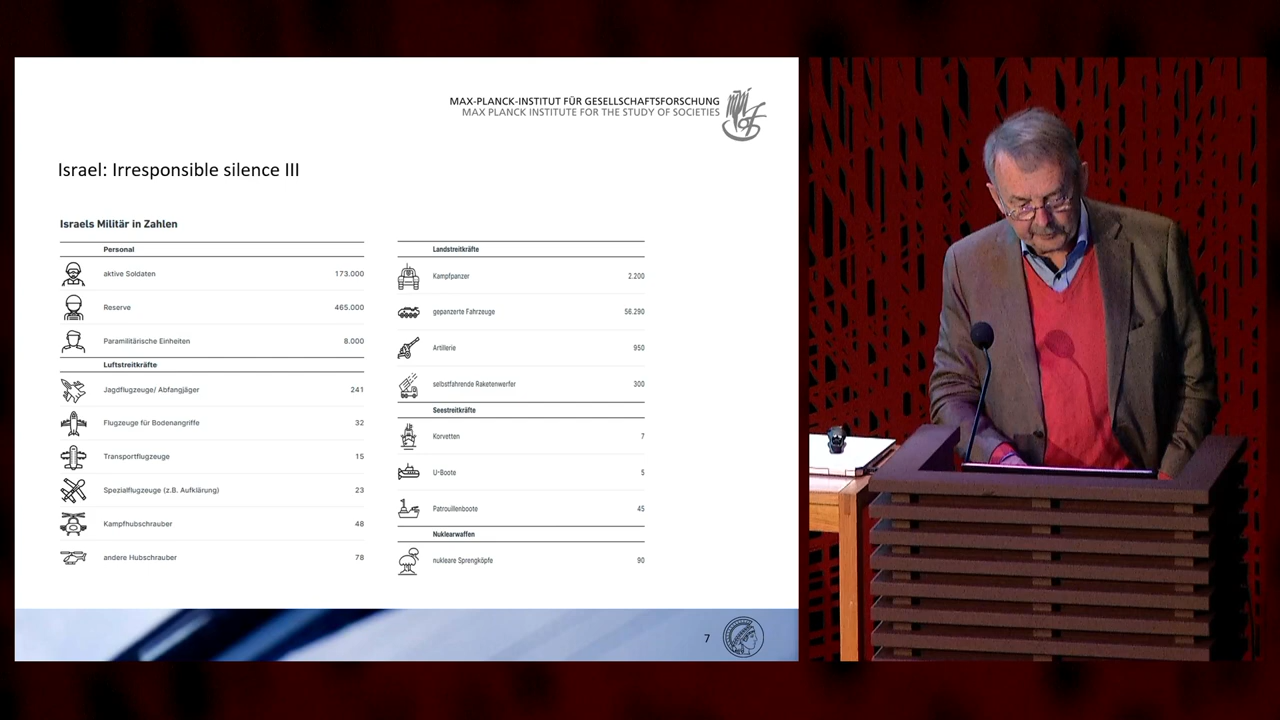 MAX-PLANCK-INSTITUT FÜR GESELLSCHAFTSFORSCHUNG
MAX PLANCK INSTITUTE FOR THE STUDY OF SOCIETIES
Israel: Irresponsible silence III
Israels Militär in Zahlen
Personal
aktive Soldaten 173.000
Reserve 465.000
Paramilitärische Einheiten 8.000
Luftstreitkräfte
Jagdflugzeuge/ Abfangjäger 241
Flugzeuge für Bodenangriffe 32
Transportflugzeuge 15
Spezialflugzeuge (z.B. Aufklärung) 23
Kampfhubschrauber 48
andere Hubschrauber 78
Landstreitkräfte
Kampfpanzer 2.200
gepanzerte Fahrzeuge 56.290
Artillerie 950
selbstfahrende Raketenwerfer 300
Seestreitkräfte
Korvetten 7
U-Boote 5
Patrouillenboote 45
Nuklearwaffen
nukleare Sprengköpfe 90
7